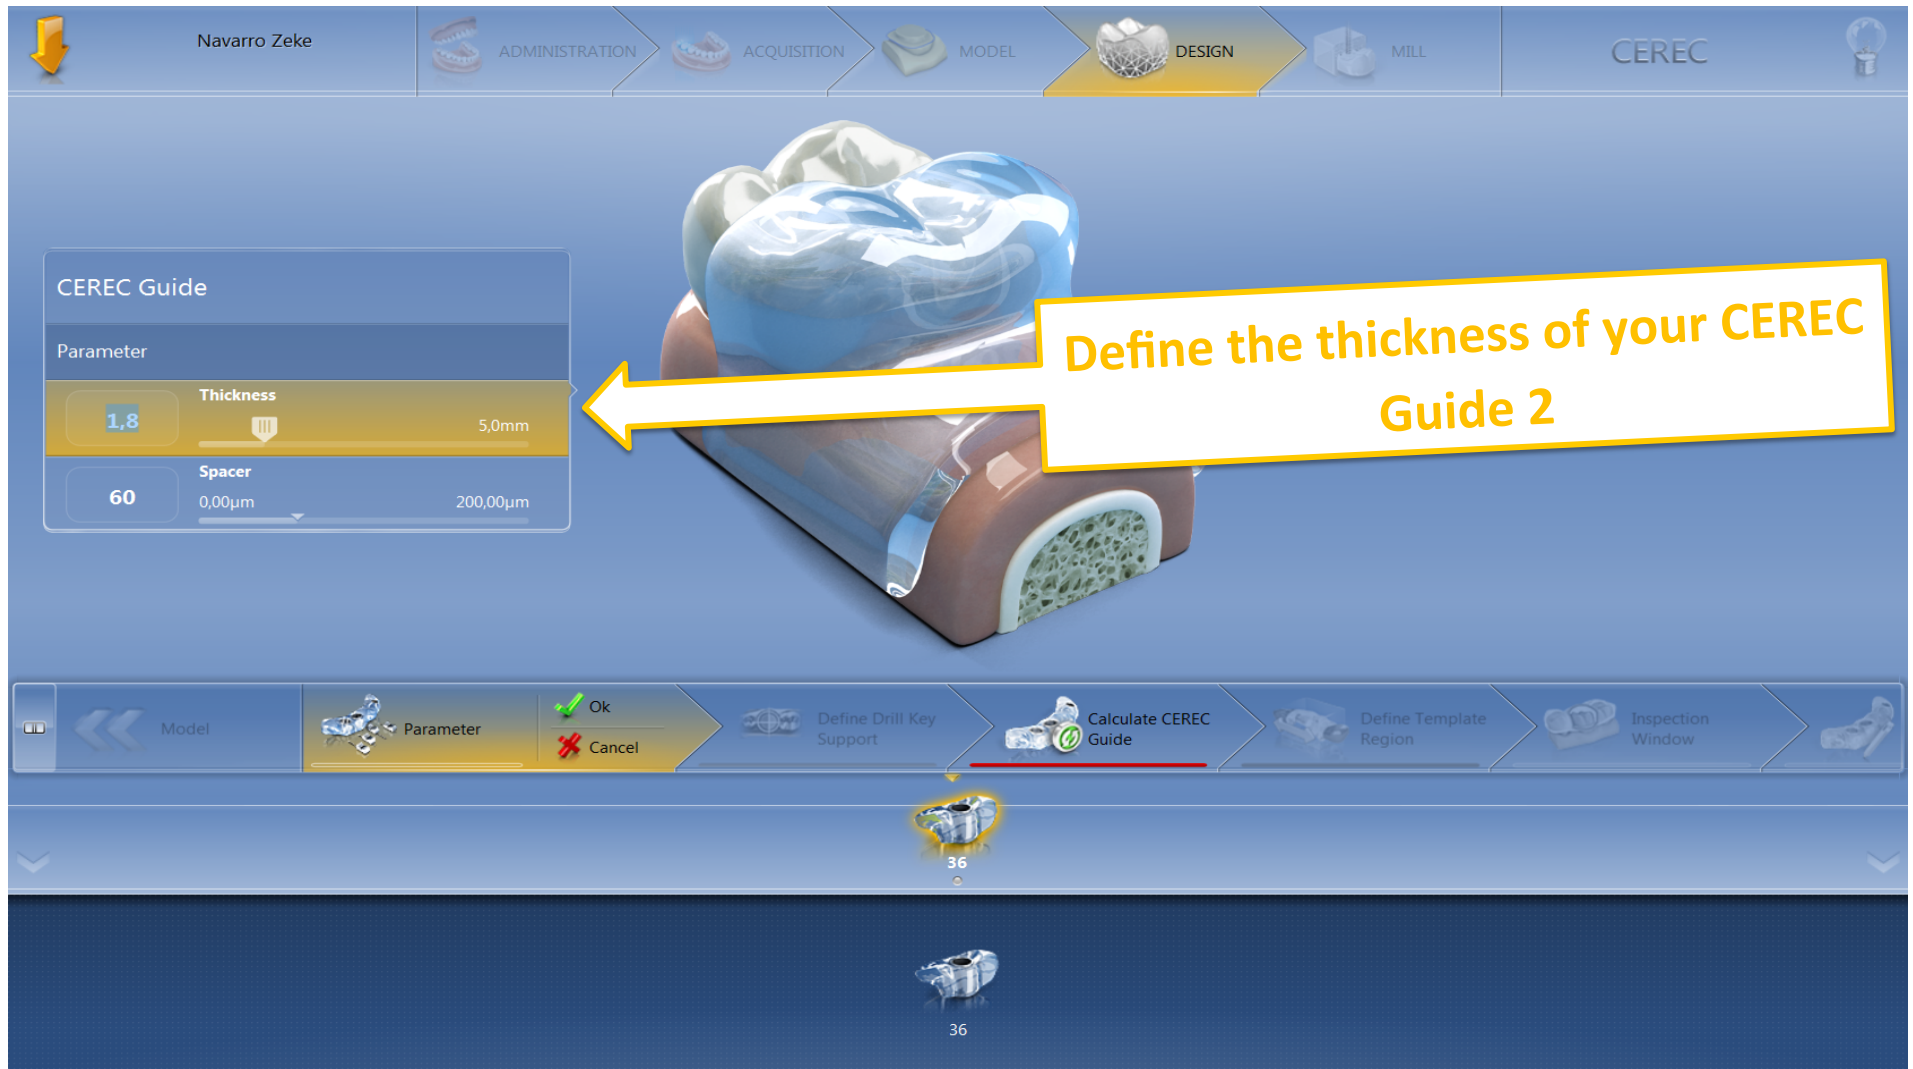 Navarro Zeke
ADMINISTRATION
ACQUISITION
MODEL
DESIGN
MILL
CEREC
CEREC Guide
Parameter
Thickness
1,8
5,0mm
Spacer
60
0,00µm
200,00µm
Define the thickness of your CEREC
Guide 2
Model
Parameter
Ok
Cancel
Define Drill Key
Support
Calculate CEREC
Guide
Define Template
Region
Inspection
Window
36
36